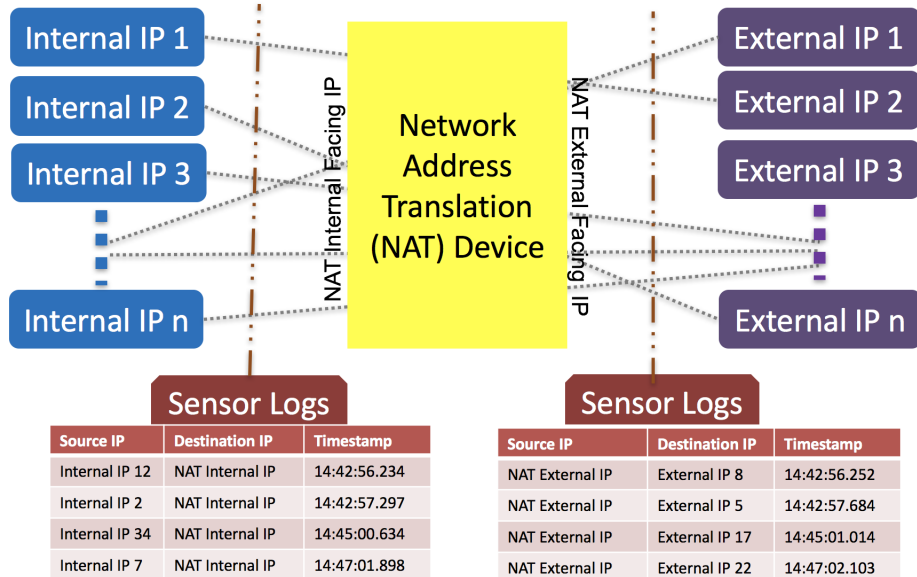 Internal IP 1
Internal IP 2
Internal IP 3
Internal IP n
NAT Internal Facing IP
Network
Address
Translation
(NAT) Device
NAT External Facing IP
External IP 1
External IP 2
External IP 3
External IP n
Sensor Logs
Source IP Destination IP Timestamp
Internal IP 12 NAT Internal IP 14:42:56.234
Internal IP 2 NAT Internal IP 14:42:57.297
Internal IP 34 NAT Internal IP 14:45:00.634
Internal IP 7 NAT Internal IP 14:47:01.898
Sensor Logs
Source IP Destination IP Timestamp
NAT External IP External IP 8 14:42:56.252
NAT External IP External IP 5 14:42:57.684
NAT External IP External IP 17 14:45:01.014
NAT External IP External IP 22 14:47:02.103